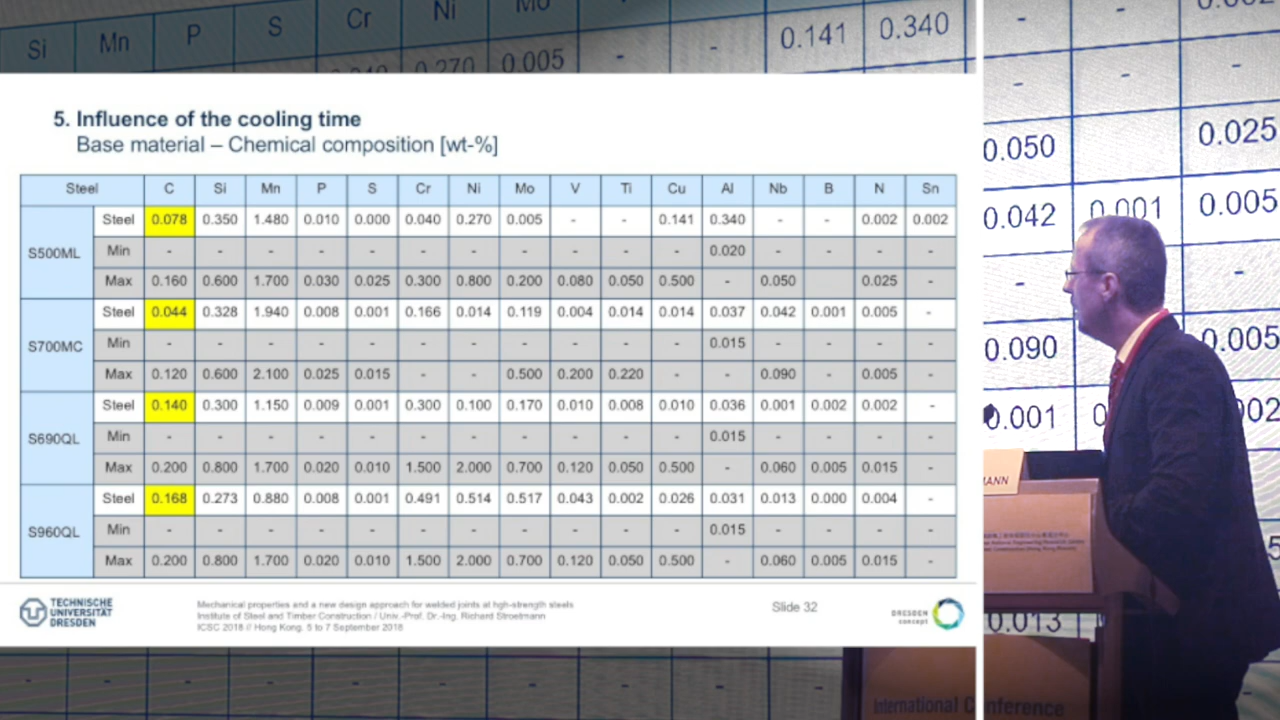 Si Mn P S Cr Ni Mo
0.270 0.005 - - 0.141 0.340
5. Influence of the cooling time
Base material – Chemical composition [wt-%]
Steel C Si Mn P S Cr Ni Mo V Ti Cu Al Nb B N Sn
S500ML
Steel 0.078 0.350 1.480 0.010 0.000 0.040 0.270 0.005 - - 0.141 0.340 - - 0.002 0.002
Min - - - - - - - - - - - 0.020 - - - -
Max 0.160 0.600 1.700 0.030 0.025 0.300 0.800 0.200 0.080 0.050 0.500 - 0.050 0.025 -
S700MC
Steel 0.044 0.328 1.940 0.008 0.001 0.166 0.014 0.119 0.004 0.014 0.014 0.037 0.042 0.001 0.005 -
Min - - - - - - - - - - - 0.015 - - - -
Max 0.120 0.600 2.100 0.025 0.015 - - 0.500 0.200 0.220 - - 0.090 - 0.005 -
S690QL
Steel 0.140 0.300 1.150 0.009 0.001 0.300 0.100 0.170 0.010 0.008 0.010 0.036 0.001 0.002 0.002 -
Min - - - - - - - - - - - 0.015 - - - -
Max 0.200 0.800 1.700 0.020 0.010 1.500 2.000 0.700 0.120 0.050 0.500 - 0.060 0.005 0.015 -
S960QL
Steel 0.168 0.273 0.880 0.008 0.001 0.491 0.514 0.517 0.043 0.002 0.026 0.031 0.013 0.000 0.004 -
Min - - - - - - - - - - - 0.015 - - - -
Max 0.200 0.800 1.700 0.020 0.010 1.500 2.000 0.700 0.120 0.050 0.500 - 0.060 0.005 0.015 -
TECHNISCHE
UNIVERSITÄT
DRESDEN
Mechanical properties and a new design approach for welded joints at hgh-strength steels
Institute of Steel and Timber Construction / Univ.-Prof. Dr.-Ing. Richard Stroetmann
ICSC 2018 // Hong Kong, 5 to 7 September 2018
Slide 32
DRESDEN
concept
- -
- - -
0.050 0.025
0.042 0.001 0.005
- -
0.090 0.005
0.001
MANN
0.013
International Conference